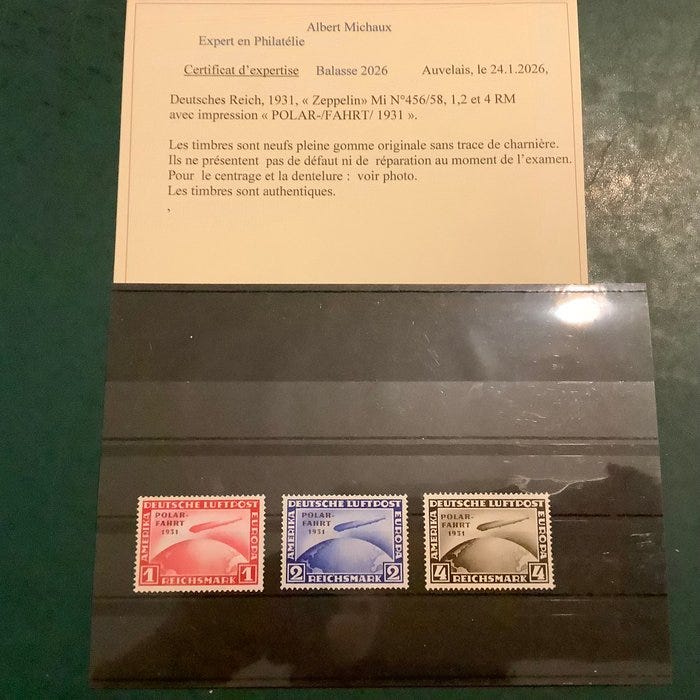 Albert Michaux
Expert en Philatélie
Certificat d'expertise Balasse 2026 Auvelais, le 24.1.2026,
Deutsches Reich, 1931, « Zeppelin» Mi N°456/58, 1,2 et 4 RM
avec impression « POLAR-/FAHRT/ 1931 ».
Les timbres sont neufs pleine gomme originale sans trace de charnière.
Ils ne présentent pas de défaut ni de réparation au moment de l'examen.
Pour le centrage et la dentelure : voir photo.
Les timbres sont authentiques.
,
DEUTSCHE LUFTPOST
AMERIKA
POLAR-
FAHRT
1931
EUROPA
1 REICHSMARK 1
DEUTSCHE LUFTPOST
AMERIKA
POLAR-
FAHRT
1931
EUROPA
2 REICHSMARK 2
DEUTSCHE LUFTPOST
AMERIKA
POLAR-
FAHRT
1931
EUROPA
4 REICHSMARK 4